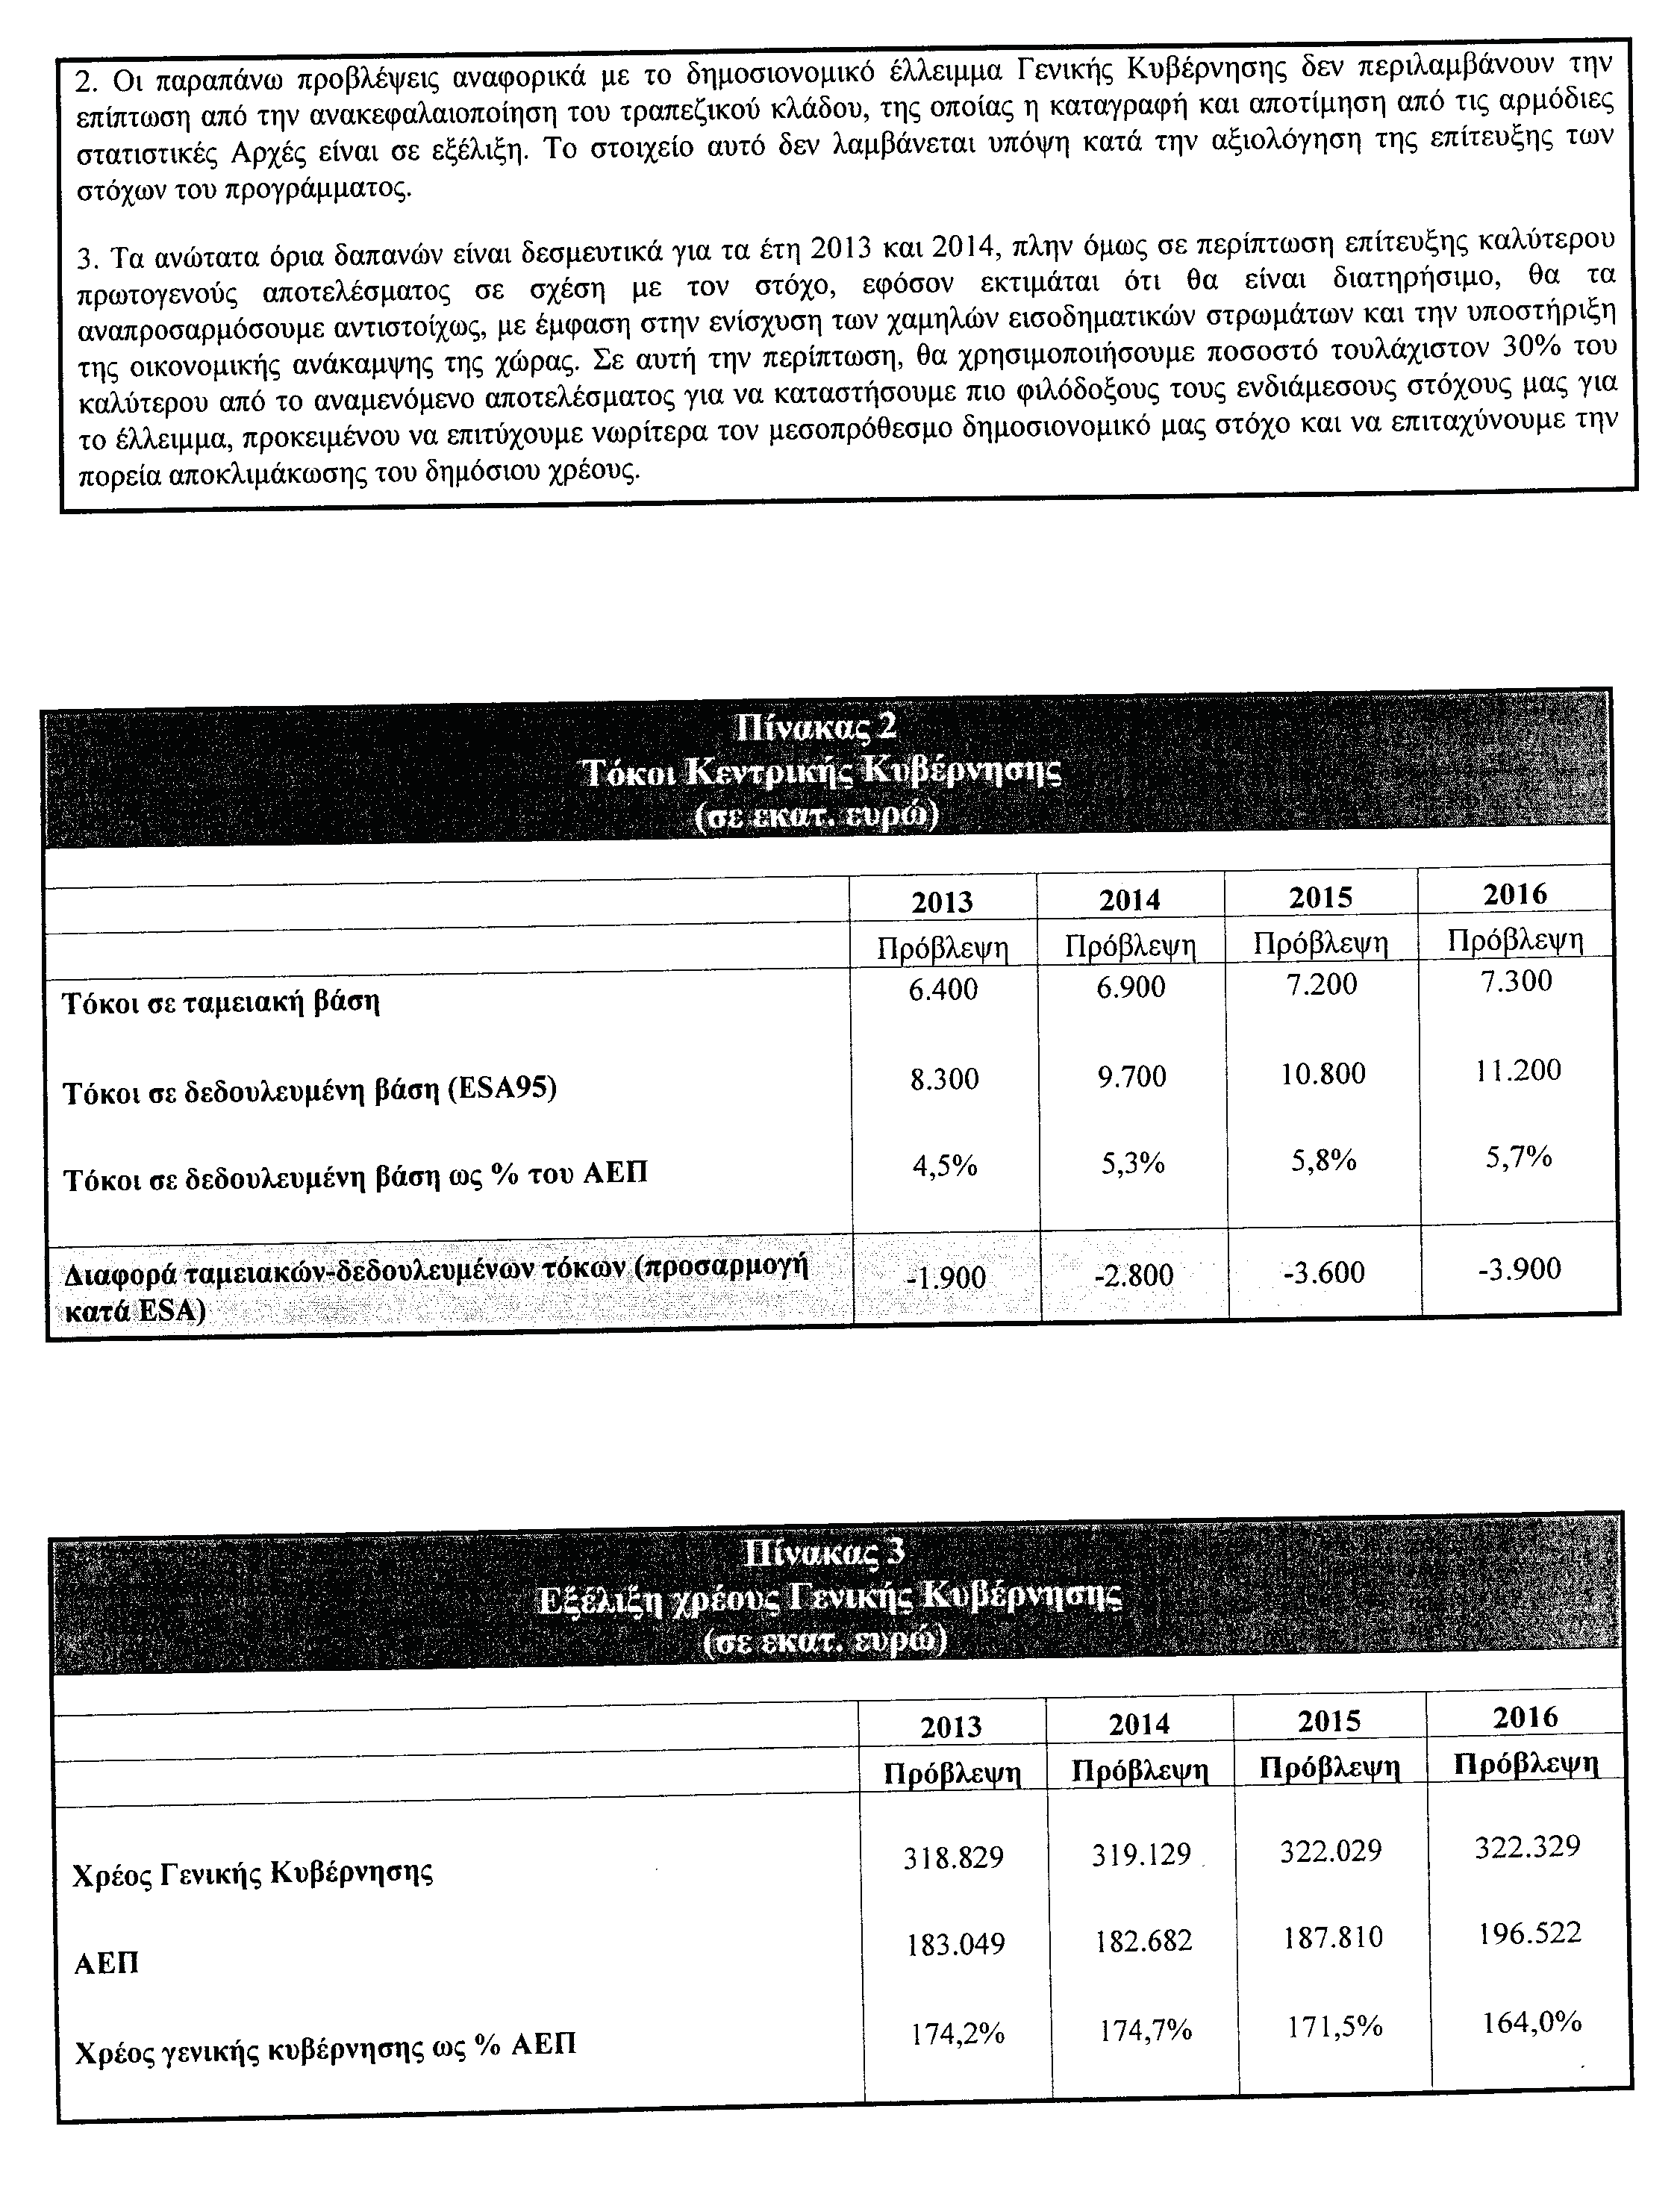 2. Οι παραπάνω προβλέψεις αναφορικά με το δημοσιονομικό έλλειμμα Γενικής Κυβέρνησης δεν περιλαμβάνουν την
επίπτωση από την ανακεφαλαιοποίηση του τραπεζικού κλάδου, της οποίας η καταγραφή και αποτίμηση από τις αρμόδιες
στατιστικές Αρχές είναι σε εξέλιξη. Το στοιχείο αυτό δεν λαμβάνεται υπόψη κατά την αξιολόγηση της επίτευξης των
στόχων του προγράμματος.
3. Τα ανώτατα όρια δαπανών είναι δεσμευτικά για τα έτη 2013 και 2014, πλην όμως σε περίπτωση επίτευξης καλύτερου
πρωτογενούς αποτελέσματος σε σχέση με τον στόχο, εφόσον εκτιμάται ότι θα είναι διατηρήσιμο, θα τα
αναπροσαρμόσουμε αντιστοίχως, με έμφαση στην ενίσχυση των χαμηλών εισοδηματικών στρωμάτων και την υποστήριξη
της οικονομικής ανάκαμψης της χώρας. Σε αυτή την περίπτωση, θα χρησιμοποιήσουμε ποσοστό τουλάχιστον 30% του
καλύτερου από το αναμενόμενο αποτελέσματος για να καταστήσουμε πιο φιλόδοξους τους ενδιάμεσους στόχους μας για
το έλλειμμα, προκειμένου να επιτύχουμε νωρίτερα τον μεσοπρόθεσμο δημοσιονομικό μας στόχο και να επιταχύνουμε την
πορεία αποκλιμάκωσης του δημόσιου χρέους.
Πίνακας 2
Τόκοι Κεντρικής Κυβέρνησης
(σε εκατ. ευρώ)
2013 2014 2015 2016
Πρόβλεψη Πρόβλεψη Πρόβλεψη Πρόβλεψη
Τόκοι σε ταμειακή βάση 6.400 6.900 7.200 7.300
Τόκοι σε δεδουλευμένη βάση (ESA95) 8.300 9.700 10.800 11.200
Τόκοι σε δεδουλευμένη βάση ως % του ΑΕΠ 4,5% 5,3% 5,8% 5,7%
Διαφορά ταμειακών-δεδουλευμένων τόκων (προσαρμογή
κατά ESA) -1.900 -2.800 -3.600 -3.900
Πίνακας 3
Εξέλιξη χρέους Γενικής Κυβέρνησης
(σε εκατ. ευρώ)
2013 2014 2015 2016
Πρόβλεψη Πρόβλεψη Πρόβλεψη Πρόβλεψη
Χρέος Γενικής Κυβέρνησης 318.829 319.129 322.029 322.329
ΑΕΠ 183.049 182.682 187.810 196.522
Χρέος γενικής κυβέρνησης ως % ΑΕΠ 174,2% 174,7% 171,5% 164,0%